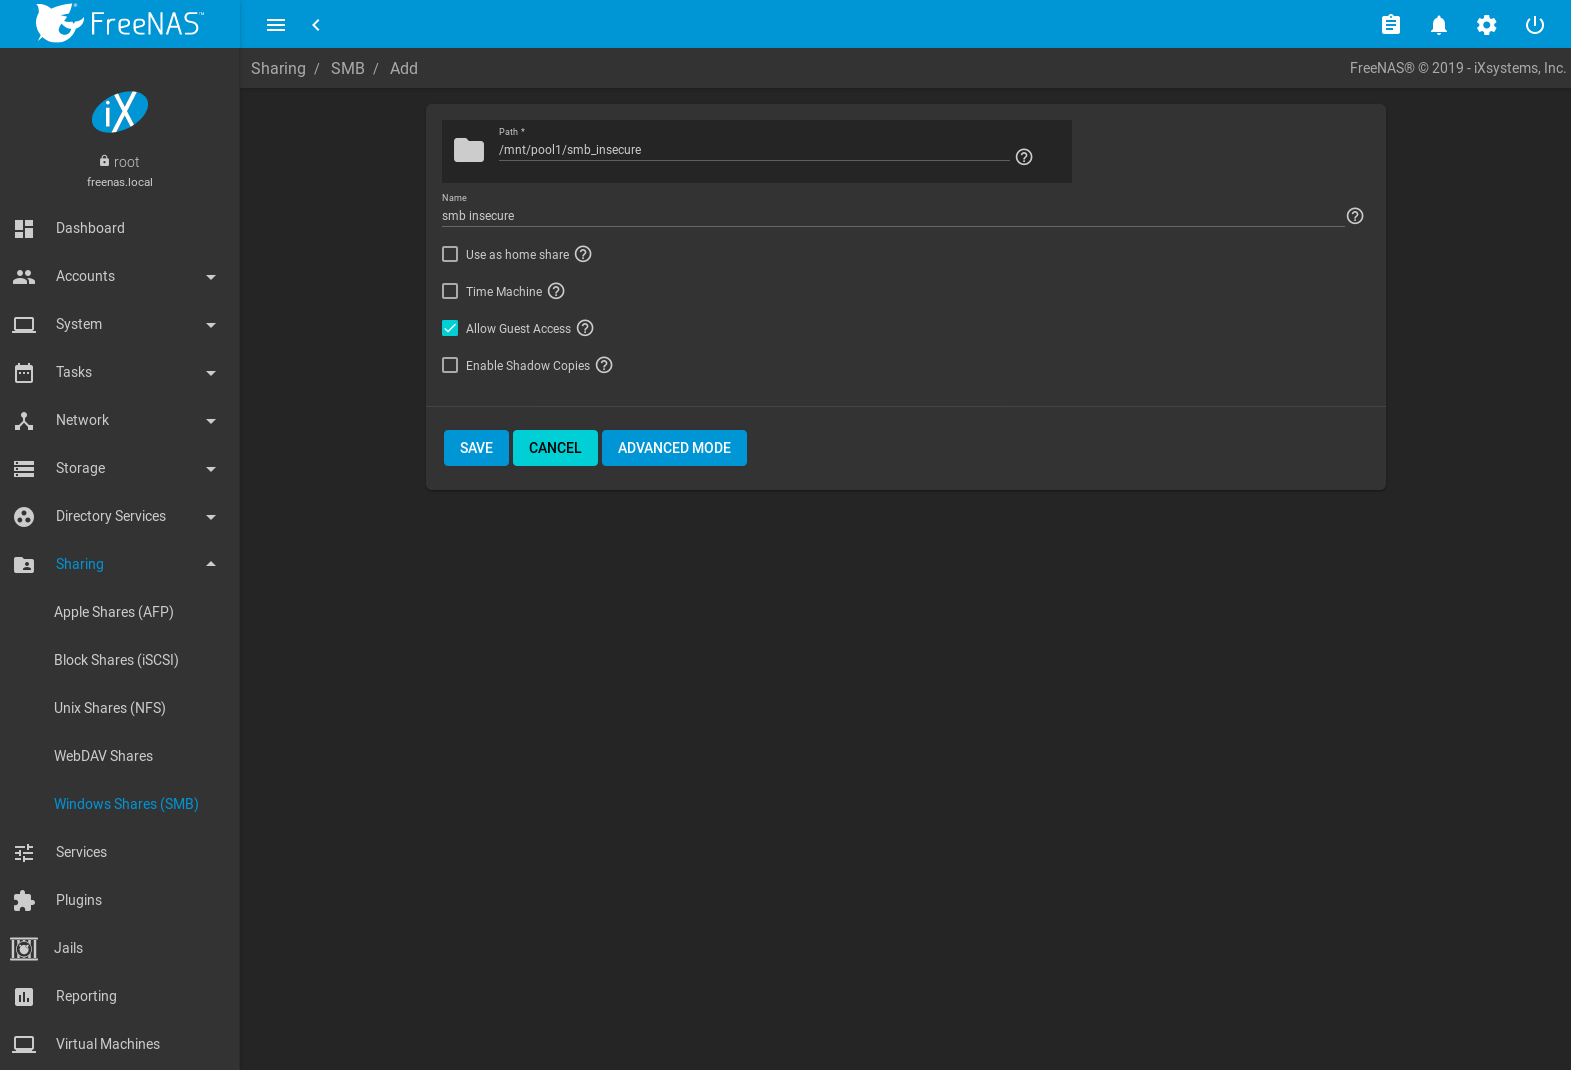 FreeNAS™
Sharing / SMB / Add
FreeNAS® © 2019 - iXsystems, Inc.
iX
root
freenas.local
Dashboard
Accounts
System
Tasks
Network
Storage
Directory Services
Sharing
Apple Shares (AFP)
Block Shares (iSCSI)
Unix Shares (NFS)
WebDAV Shares
Windows Shares (SMB)
Services
Plugins
Jails
Reporting
Virtual Machines
Path *
/mnt/pool1/smb_insecure
Name
smb insecure
Use as home share
Time Machine
Allow Guest Access
Enable Shadow Copies
SAVE CANCEL ADVANCED MODE